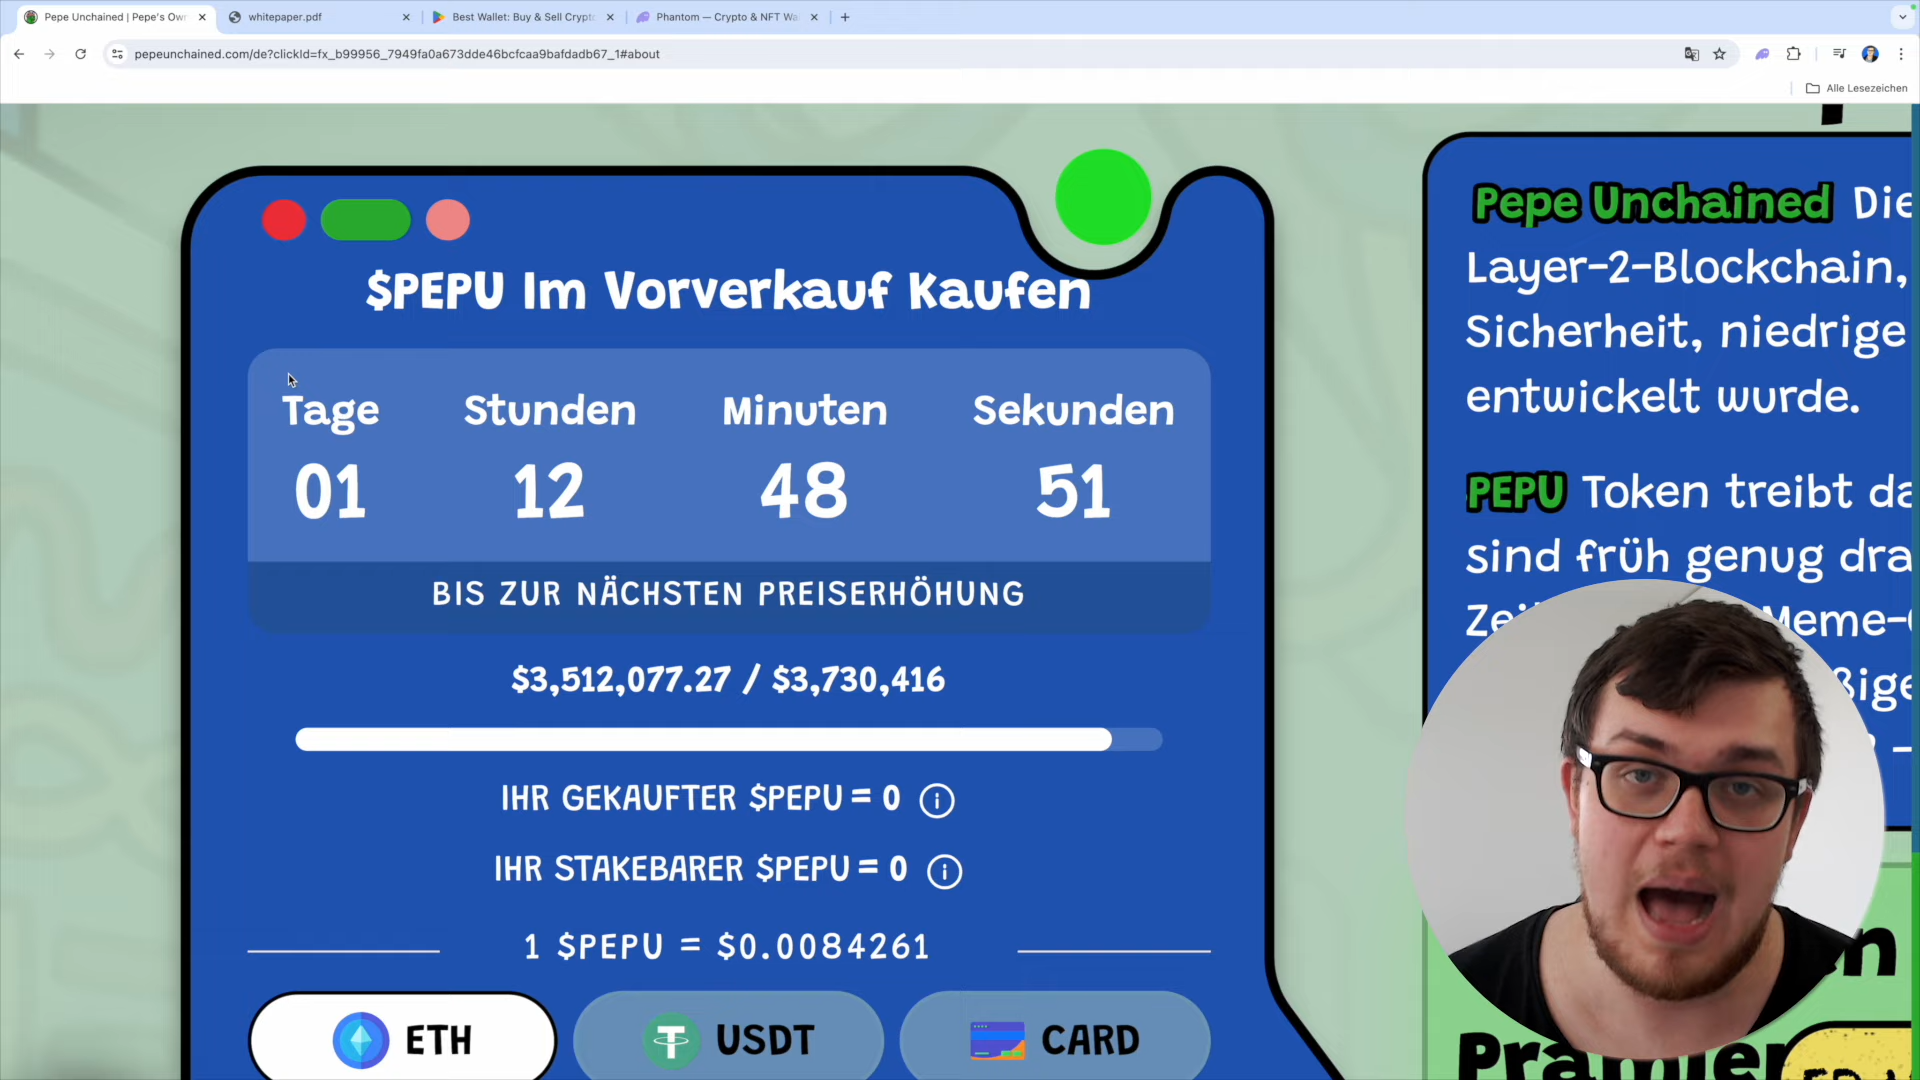 Pepe Unchained | Pepe's Own
whitepaper.pdf
Best Wallet: Buy & Sell Crypto
Phantom — Crypto & NFT Wa
pepeunchained.com/de?clickId=fx_b99956_7949fa0a673dde46bcfcaa9bafdadb67_1#about
Alle Lesezeichen
$PEPU Im Vorverkauf Kaufen
Tage Stunden Minuten Sekunden
01 12 48 51
BIS ZUR NÄCHSTEN PREISERHÖHUNG
$3,512,077.27 / $3,730,416
IHR GEKAUFTER $PEPU = 0
IHR STAKEBARER $PEPU = 0
1 $PEPU = $0.0084261
ETH USDT CARD
Pepe Unchained Die
Layer-2-Blockchain,
Sicherheit, niedrige
entwickelt wurde.
PEPU Token treibt da
sind früh genug dra